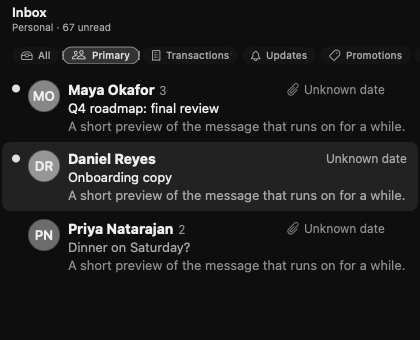 Inbox
Personal · 67 unread
All Primary Transactions Updates Promotions
MO Maya Okafor 3 Unknown date
Q4 roadmap: final review
A short preview of the message that runs on for a while.
DR Daniel Reyes Unknown date
Onboarding copy
A short preview of the message that runs on for a while.
PN Priya Natarajan 2 Unknown date
Dinner on Saturday?
A short preview of the message that runs on for a while.